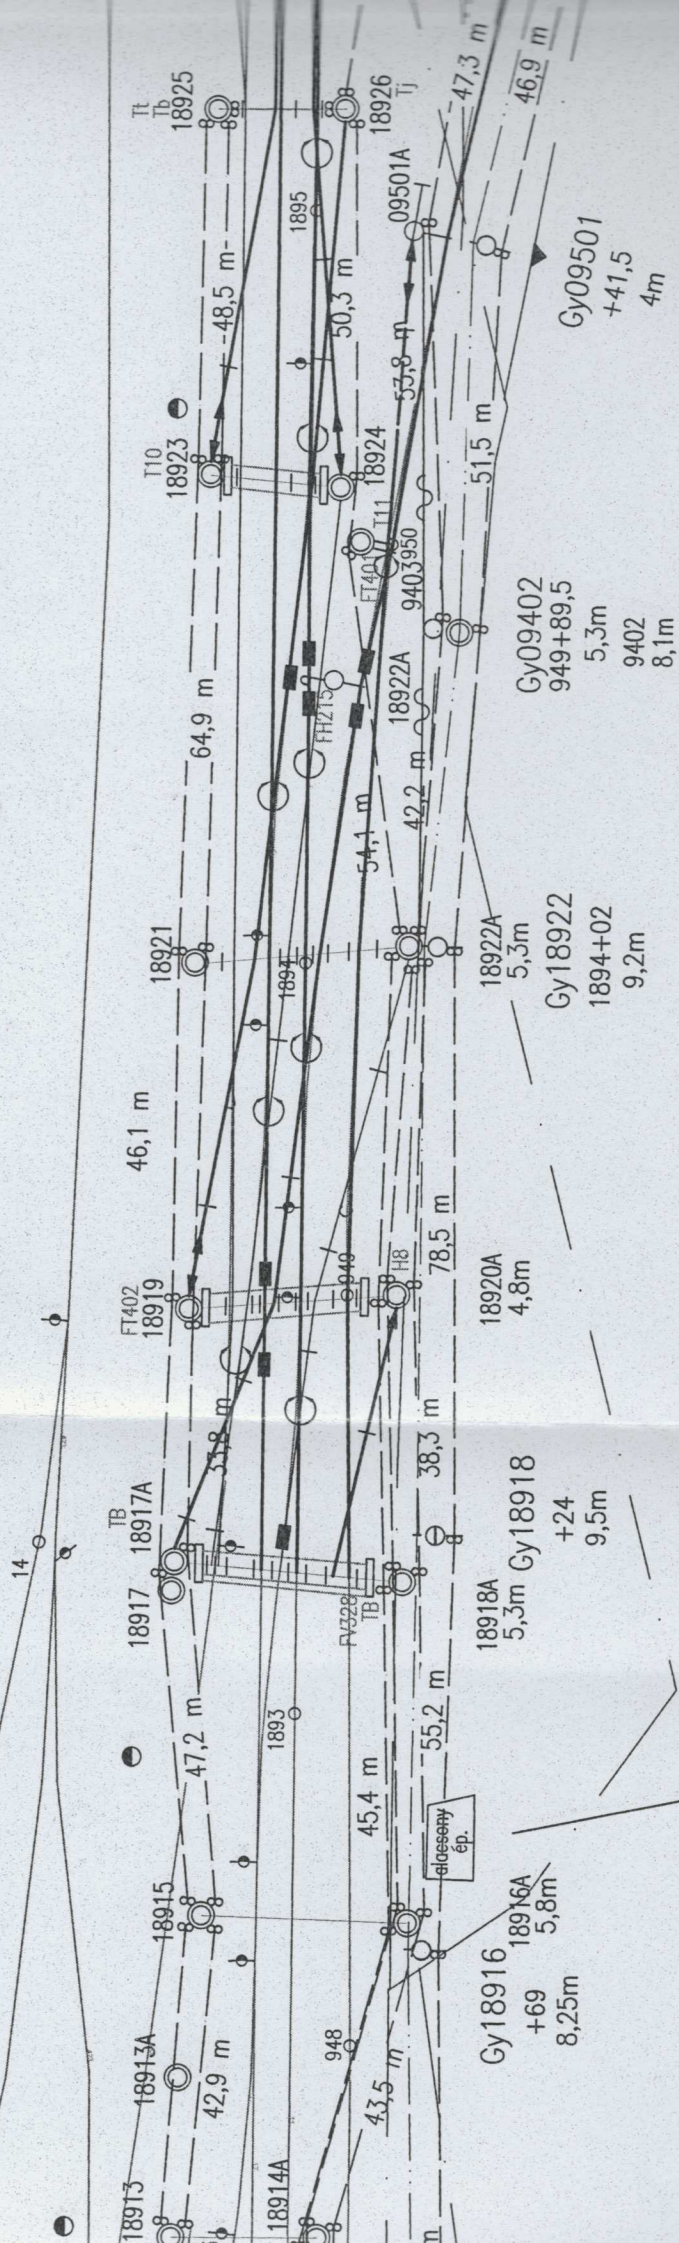 Tt
Tb
18925
18926
Tj
47,3 m
46,9 m
1895
09501A
48,5 m
50,3 m
53,8 m
Gy09501
+41,5
4m
T10
18923
18924
T11
51,5 m
FT401
9403
950
Gy09402
949+89,5
5,3m
9402
8,1m
64,9 m
FH215
18922A
42,2 m
54,1 m
18921
1894
18922A
5,3m
Gy18922
1894+02
9,2m
46,1 m
78,5 m
FT402
18919
949
H8
18920A
4,8m
33,8 m
38,3 m
TB
18917A
18917
FV328
TB
18918A
5,3m
Gy18918
+24
9,5m
14
47,2 m
1893
55,2 m
45,4 m
alacsony
ép.
18915
18916A
5,8m
Gy18916
+69
8,25m
18913A
42,9 m
948
43,5 m
18913
18914A
m